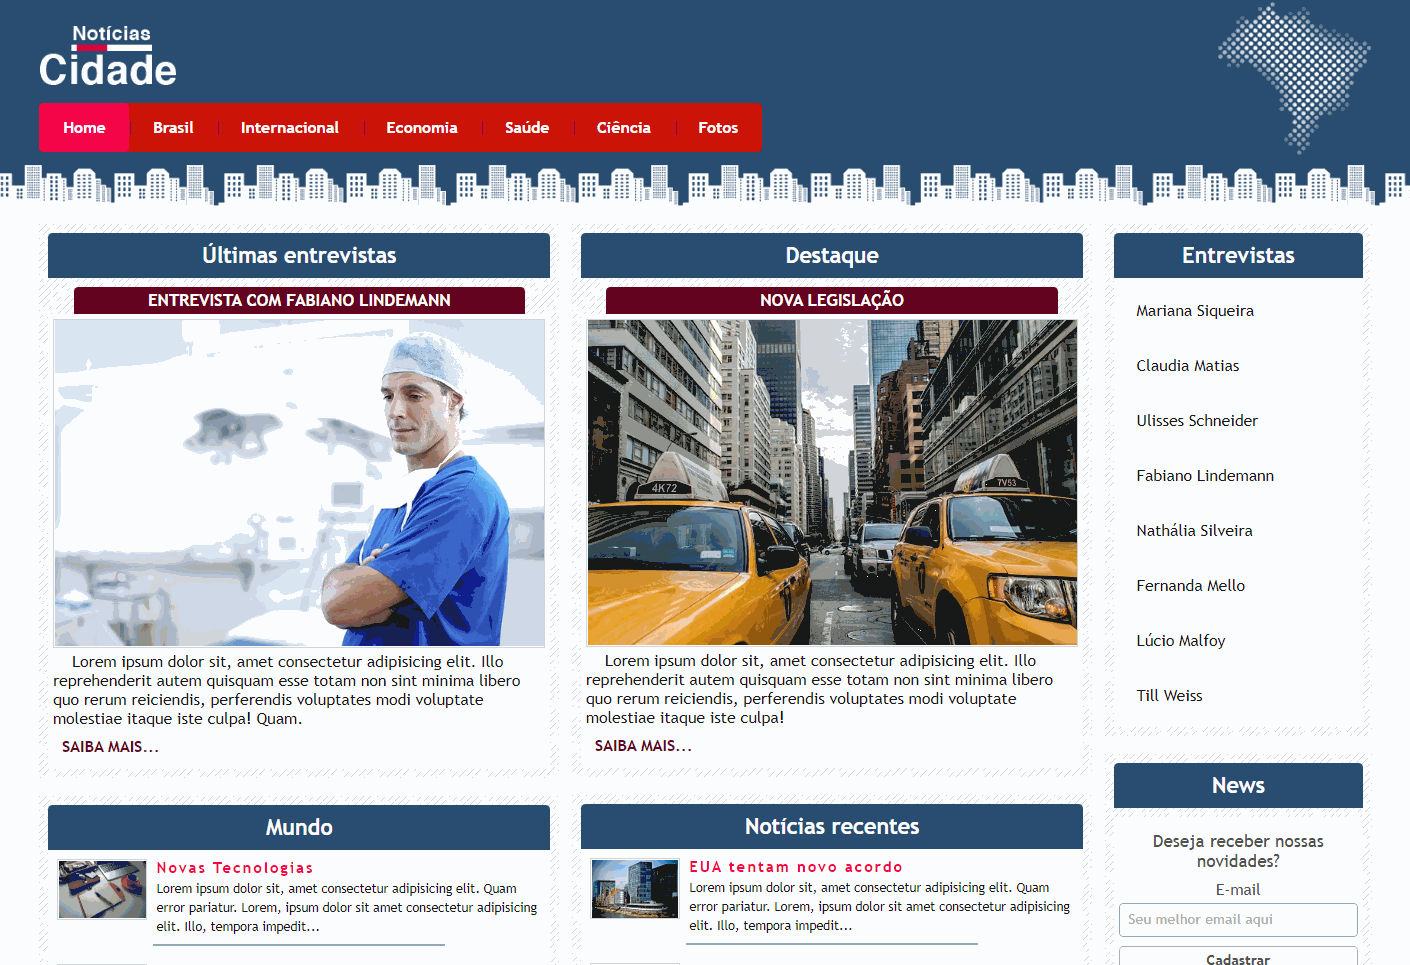 Notícias
Cidade
Home
Brasil
Internacional
Economia
Saúde
Ciência
Fotos
Últimas entrevistas
ENTREVISTA COM FABIANO LINDEMANN
Lorem ipsum dolor sit, amet consectetur adipisicing elit. Illo
reprehenderit autem quisquam esse totam non sint minima libero
quo rerum reiciendis, perferendis voluptates modi voluptate
molestiae itaque iste culpa! Quam.
SAIBA MAIS...
Destaque
NOVA LEGISLAÇÃO
4K72
7V53
Lorem ipsum dolor sit, amet consectetur adipisicing elit. Illo
reprehenderit autem quisquam esse totam non sint minima libero
quo rerum reiciendis, perferendis voluptates modi voluptate
molestiae itaque iste culpa!
SAIBA MAIS...
Entrevistas
Mariana Siqueira
Claudia Matias
Ulisses Schneider
Fabiano Lindemann
Nathália Silveira
Fernanda Mello
Lúcio Malfoy
Till Weiss
Mundo
Novas Tecnologias
Lorem ipsum dolor sit, amet consectetur adipisicing elit. Quam
error pariatur. Lorem, ipsum dolor sit amet consectetur adipisicing
elit. Illo, tempora impedit...
Notícias recentes
EUA tentam novo acordo
Lorem ipsum dolor sit, amet consectetur adipisicing elit. Quam
error pariatur. Lorem, ipsum dolor sit amet consectetur adipisicing
elit. Illo, tempora impedit...
News
Deseja receber nossas
novidades?
E-mail
Seu melhor email aqui
Cadastrar